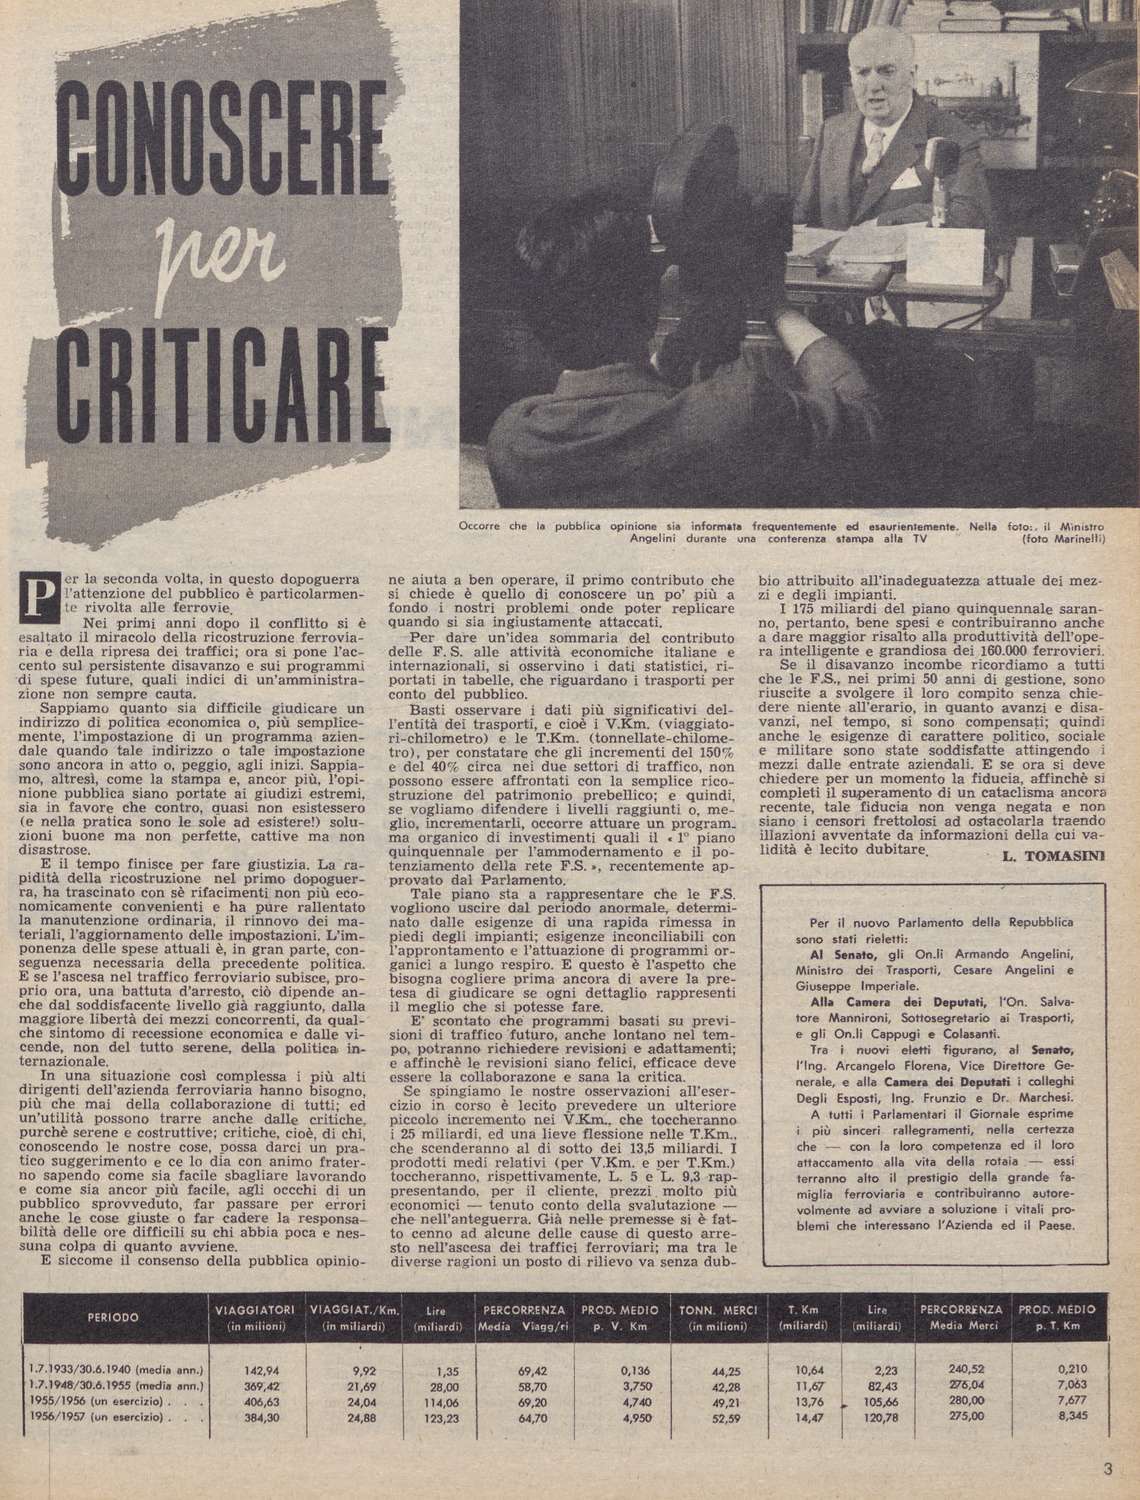 CONOSCERE
per
CRITICARE
Occorre che la pubblica opinione sia informata frequentemente ed esaurientemente. Nella foto:. il Ministro
Angelini durante una conferenza stampa alla TV (foto Marinelli)
Per la seconda volta, in questo dopoguerra
l'attenzione del pubblico è particolarmen-
te rivolta alle ferrovie.
Nei primi anni dopo il conflitto si è
esaltato il miracolo della ricostruzione ferrovia-
ria e della ripresa dei traffici; ora si pone l'ac-
cento sul persistente disavanzo e sui programmi
di spese future, quali indici di un'amministra-
zione non sempre cauta.
Sappiamo quanto sia difficile giudicare un
indirizzo di politica economica o, più semplice-
mente, l'impostazione di un programma azien-
dale quando tale indirizzo o tale impostazione
sono ancora in atto o, peggio, agli inizi. Sappia-
mo, altresì, come la stampa e, ancor più, l'opi-
nione pubblica siano portate ai giudizi estremi,
sia in favore che contro, quasi non esistessero
(e nella pratica sono le sole ad esistere!) solu-
zioni buone ma non perfette, cattive ma non
disastrose.
E il tempo finisce per fare giustizia. La ra-
pidità della ricostruzione nel primo dopoguer-
ra, ha trascinato con sè rifacimenti non più eco-
nomicamente convenienti e ha pure rallentato
la manutenzione ordinaria, il rinnovo dei ma-
teriali, l'aggiornamento delle impostazioni. L'im-
ponenza delle spese attuali è, in gran parte, con-
seguenza necessaria della precedente politica.
E se l'ascesa nel traffico ferroviario subisce, pro-
prio ora, una battuta d'arresto, ciò dipende an-
che dal soddisfacente livello già raggiunto, dalla
maggiore libertà dei mezzi concorrenti, da qual-
che sintomo di recessione economica e dalle vi-
cende, non del tutto serene, della politica in-
ternazionale.
In una situazione così complessa i più alti
dirigenti dell'azienda ferroviaria hanno bisogno,
più che mai della collaborazione di tutti; ed
un'utilità possono trarre anche dalle critiche,
purchè serene e costruttive; critiche, cioè, di chi,
conoscendo le nostre cose, possa darci un pra-
tico suggerimento e ce lo dia con animo frater-
no sapendo come sia facile sbagliare lavorando
e come sia ancor più facile, agli occchi di un
pubblico sprovveduto, far passare per errori
anche le cose giuste o far cadere la responsa-
bilità delle ore difficili su chi abbia poca e nes-
suna colpa di quanto avviene.
E siccome il consenso della pubblica opinio-
ne aiuta a ben operare, il primo contributo che
si chiede è quello di conoscere un po' più a
fondo i nostri problemi onde poter replicare
quando si sia ingiustamente attaccati.
Per dare un'idea sommaria del contributo
delle F.S. alle attività economiche italiane e
internazionali, si osservino i dati statistici, ri-
portati in tabelle, che riguardano i trasporti per
conto del pubblico.
Basti osservare i dati più significativi del-
l'entità dei trasporti, e cioè i V.Km. (viaggiato-
ri-chilometro) e le T.Km. (tonnellate-chilome-
tro), per constatare che gli incrementi del 150%
e del 40% circa nei due settori di traffico, non
possono essere affrontati con la semplice rico-
struzione del patrimonio prebellico; e quindi,
se vogliamo difendere i livelli raggiunti o, me-
glio, incrementarli, occorre attuare un program-
ma organico di investimenti quali il « 1° piano
quinquennale per l'ammodernamento e il po-
tenziamento della rete F.S. », recentemente ap-
provato dal Parlamento.
Tale piano sta a rappresentare che le F.S.
vogliono uscire dal periodo anormale, determi-
nato dalle esigenze di una rapida rimessa in
piedi degli impianti; esigenze inconciliabili con
l'approntamento e l'attuazione di programmi or-
ganici a lungo respiro. E questo è l'aspetto che
bisogna cogliere prima ancora di avere la pre-
tesa di giudicare se ogni dettaglio rappresenti
il meglio che si potesse fare.
E' scontato che programmi basati su previ-
sioni di traffico futuro, anche lontano nel tem-
po, potranno richiedere revisioni e adattamenti;
e affinchè le revisioni siano felici, efficace deve
essere la collaborazone e sana la critica.
Se spingiamo le nostre osservazioni all'eser-
cizio in corso è lecito prevedere un ulteriore
piccolo incremento nei V.Km., che toccheranno
i 25 miliardi, ed una lieve flessione nelle T.Km.,
che scenderanno al di sotto dei 13,5 miliardi. I
prodotti medi relativi (per V.Km. e per T.Km.)
toccheranno, rispettivamente, L. 5 e L. 9,3 rap-
presentando, per il cliente, prezzi molto più
economici — tenuto conto della svalutazione —
che nell'anteguerra. Già nelle premesse si è fat-
to cenno ad alcune delle cause di questo arre-
sto nell'ascesa dei traffici ferroviari; ma tra le
diverse ragioni un posto di rilievo va senza dub-
bio attribuito all'inadeguatezza attuale dei mez-
zi e degli impianti.
I 175 miliardi del piano quinquennale saran-
no, pertanto, bene spesi e contribuiranno anche
a dare maggior risalto alla produttività dell'ope-
ra intelligente e grandiosa dei 160.000 ferrovieri.
Se il disavanzo incombe ricordiamo a tutti
che le F.S., nei primi 50 anni di gestione, sono
riuscite a svolgere il loro compito senza chie-
dere niente all'erario, in quanto avanzi e disa-
vanzi, nel tempo, si sono compensati; quindi
anche le esigenze di carattere politico, sociale
e militare sono state soddisfatte attingendo i
mezzi dalle entrate aziendali. E se ora si deve
chiedere per un momento la fiducia, affinchè si
completi il superamento di un cataclisma ancora
recente, tale fiducia non venga negata e non
siano i censori frettolosi ad ostacolarla traendo
illazioni avventate da informazioni della cui va-
lidità è lecito dubitare.
L. TOMASINI
Per il nuovo Parlamento della Repubblica
sono stati rieletti:
Al Senato, gli On.li Armando Angelini,
Ministro dei Trasporti, Cesare Angelini e
Giuseppe Imperiale.
Alla Camera dei Deputati, l'On. Salva-
tore Mannironi, Sottosegretario ai Trasporti,
e gli On.li Cappugi e Colasanti.
Tra i nuovi eletti figurano, al Senato,
l'Ing. Arcangelo Florena, Vice Direttore Ge-
nerale, e alla Camera dei Deputati i colleghi
Degli Esposti, Ing. Frunzio e Dr. Marchesi.
A tutti i Parlamentari il Giornale esprime
i più sinceri rallegramenti, nella certezza
che — con la loro competenza ed il loro
attaccamento alla vita della rotaia — essi
terranno alto il prestigio della grande fa-
miglia ferroviaria e contribuiranno autore-
volmente ad avviare a soluzione i vitali pro-
blemi che interessano l'Azienda ed il Paese.
PERIODO VIAGGIATORI (in milioni) VIAGGIAT./Km. (in miliardi) Lire (miliardi) PERCORRENZA Media Viagg/ri PROD. MEDIO p. V. Km TONN. MERCI (in milioni) T. Km (miliardi) Lire (miliardi) PERCORRENZA Media Merci PROD. MEDIO p. T. Km
1.7.1933/30.6.1940 (media ann.) 142,94 9,92 1,35 69,42 0,136 44,25 10,64 2,23 240,52 0,210
1.7.1948/30.6.1955 (media ann.) 369,42 21,69 28,00 58,70 3,750 42,28 11,67 82,43 276,04 7,063
1955/1956 (un esercizio) . . . 406,63 24,04 114,06 69,20 4,740 49,21 13,76 105,66 280,00 7,677
1956/1957 (un esercizio) . . . 384,30 24,88 123,23 64,70 4,950 52,59 14,47 120,78 275,00 8,345
3